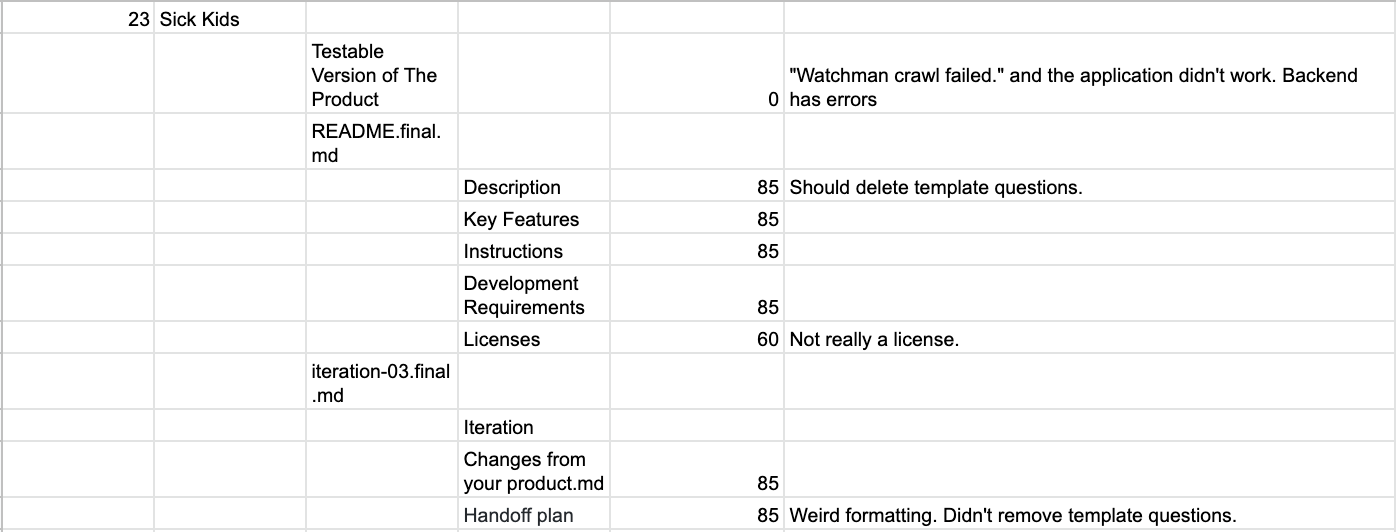 23 Sick Kids
Testable
Version of The
Product
0
"Watchman crawl failed." and the application didn't work. Backend
has errors
README.final.
md
Description 85 Should delete template questions.
Key Features 85
Instructions 85
Development
Requirements 85
Licenses 60 Not really a license.
iteration-03.final
.md
Iteration
Changes from
your product.md 85
Handoff plan 85 Weird formatting. Didn't remove template questions.